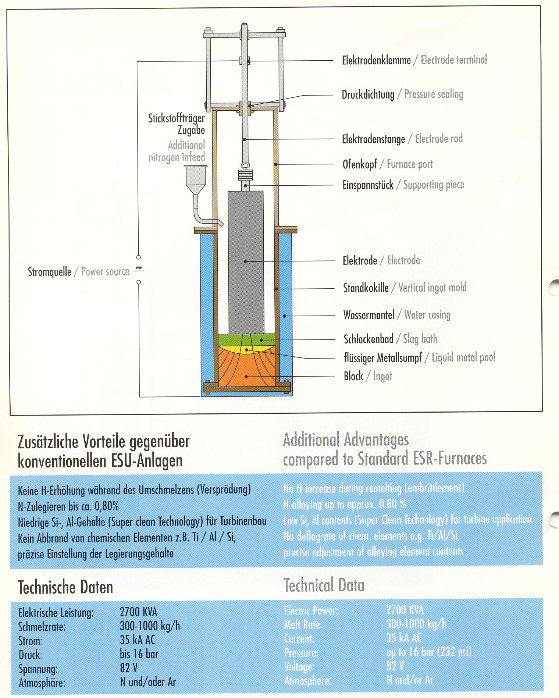 Elektrodenklemme / Electrode terminal
Druckdichtung / Pressure sealing
Stickstoffträger
Zugabe
Additional
nitrogen infeed
Elektrodenstange / Electrode rod
Ofenkopf / Furnace port
Einspannstück / Supporting piece
Stromquelle / Power source
~
Elektrode / Electrode
Standkokille / Vertical ingot mold
Wassermantel / Water casing
Schlackenbad / Slag bath
flüssiger Metallsumpf / Liquid metal pool
Block / Ingot
Zusätzliche Vorteile gegenüber
konventionellen ESU-Anlagen
Keine H-Erhöhung während des Umschmelzens (Versprödung)
N-Zulegieren bis ca. 0,80%
Niedrige Si-, Al-Gehalte (Super clean Technology) für Turbinenbau
Kein Abbrand von chemischen Elementen z.B. Ti / Al / Si,
präzise Einstellung der Legierungsgehalte
Additional Advantages
compared to Standard ESR-Furnaces
No H-increase during remelting (embrittlement)
N-alloying up to approx. 0.80 %
Low Si, Al contents (Super Clean Technology) for turbine application
No deflagrate of chem. elements e.g. Ti/Al/Si,
precise adjustment of alloying element contents
Technische Daten
Elektrische Leistung: 2700 KVA
Schmelzrate: 300-1000 kg/h
Strom: 35 kA AC
Druck: bis 16 bar
Spannung: 82 V
Atmosphäre: N und/oder Ar
Technical Data
Electric Power: 2700 KVA
Melt Rate: 300-1000 kg/h
Current: 35 kA AC
Pressure: up to 16 bar (232 psi)
Voltage: 82 V
Atmosphere: N and/or Ar